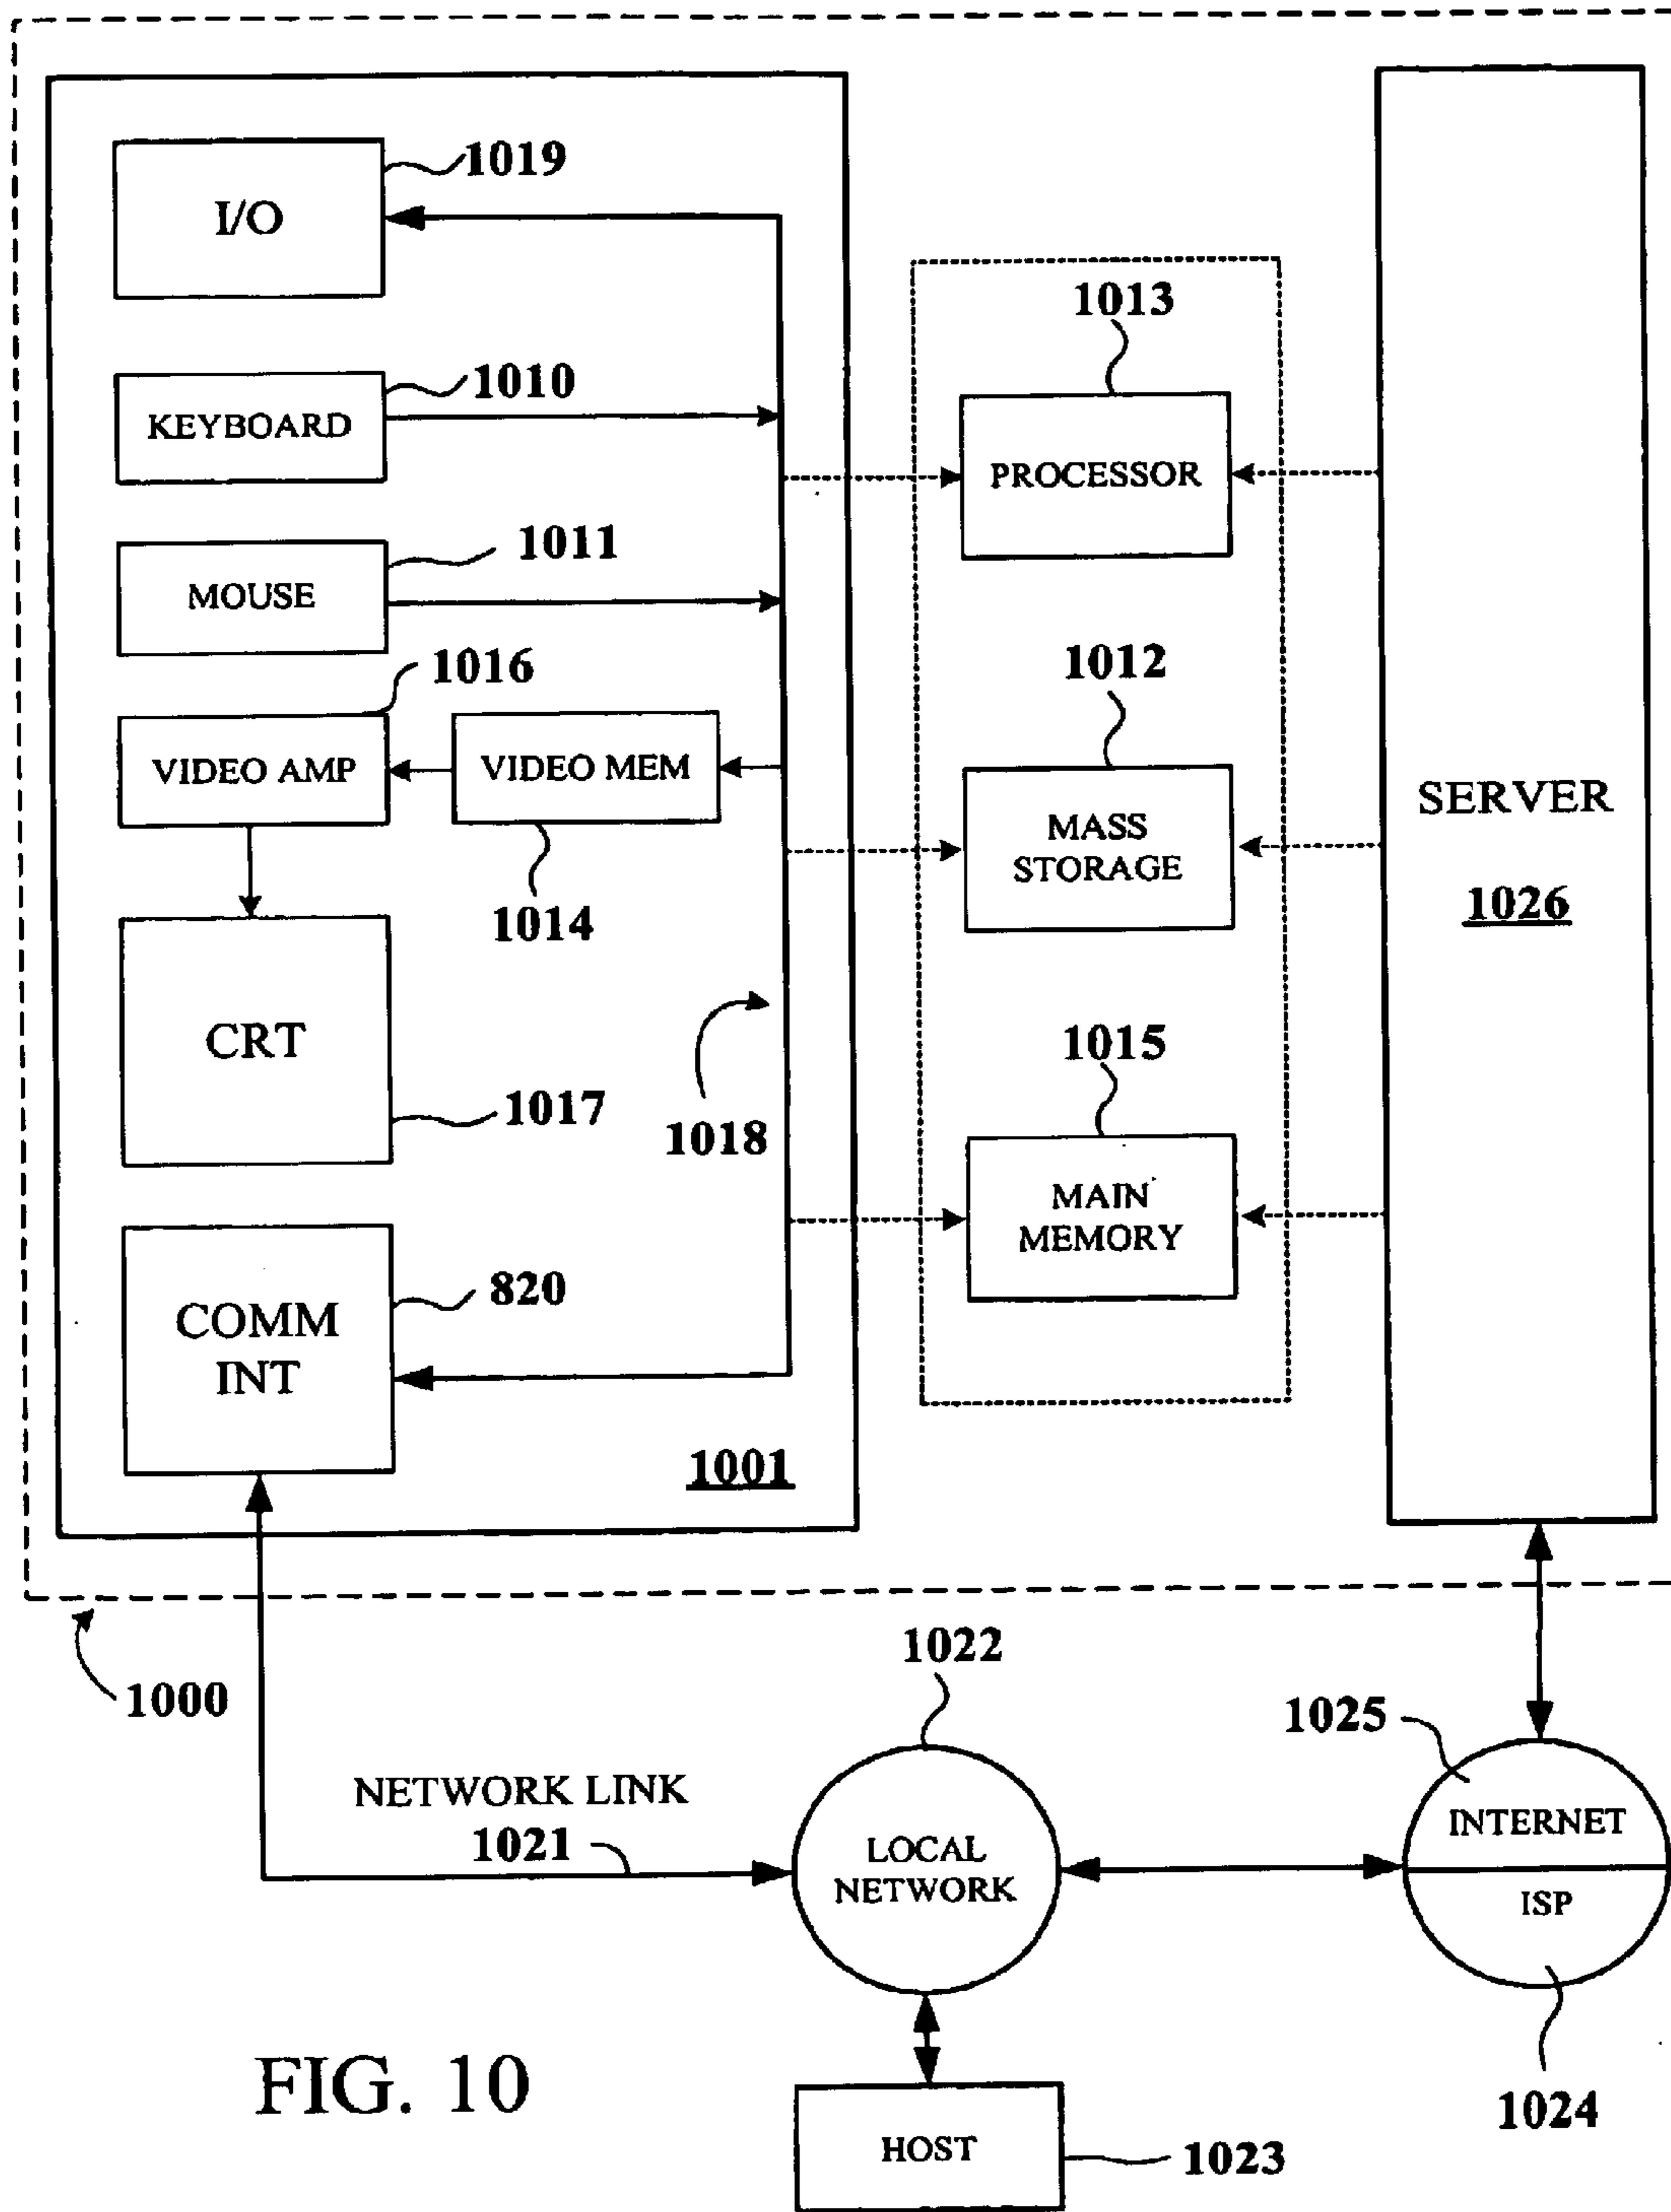 1019
I/O
1013
1010
KEYBOARD
PROCESSOR
1011
MOUSE
1016
1012
VIDEO AMP
VIDEO MEM
SERVER
MASS
STORAGE
1026
1014
CRT
1015
1017
1018
MAIN
MEMORY
820
COMM
INT
1001
1022
1000
1025
NETWORK LINK
1021
LOCAL
NETWORK
INTERNET
ISP
FIG. 10
1024
HOST
1023